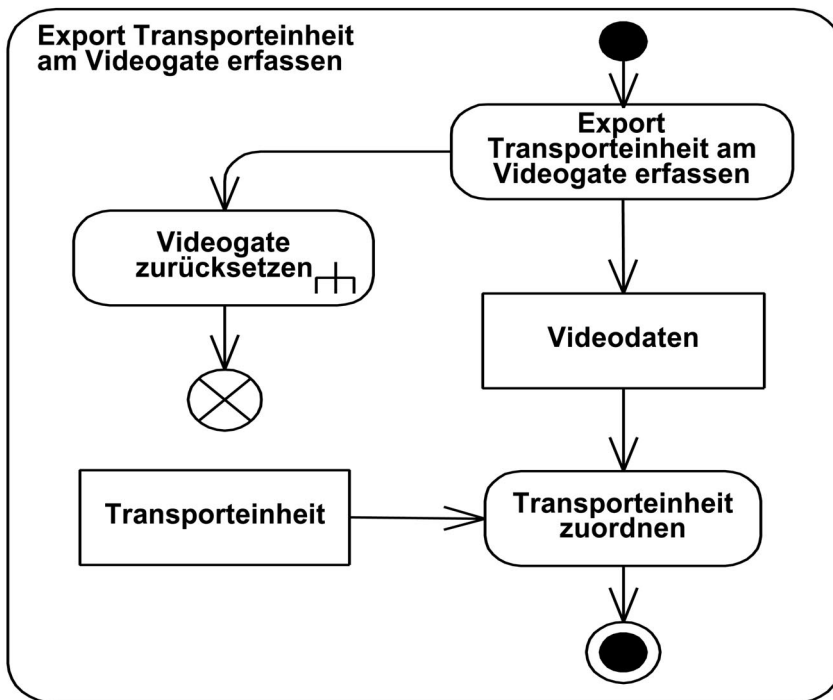 Export Transporteinheit
am Videogate erfassen
Export
Transporteinheit am
Videogate erfassen
Videogate
zurücksetzen
Videodaten
Transporteinheit
Transporteinheit
zuordnen